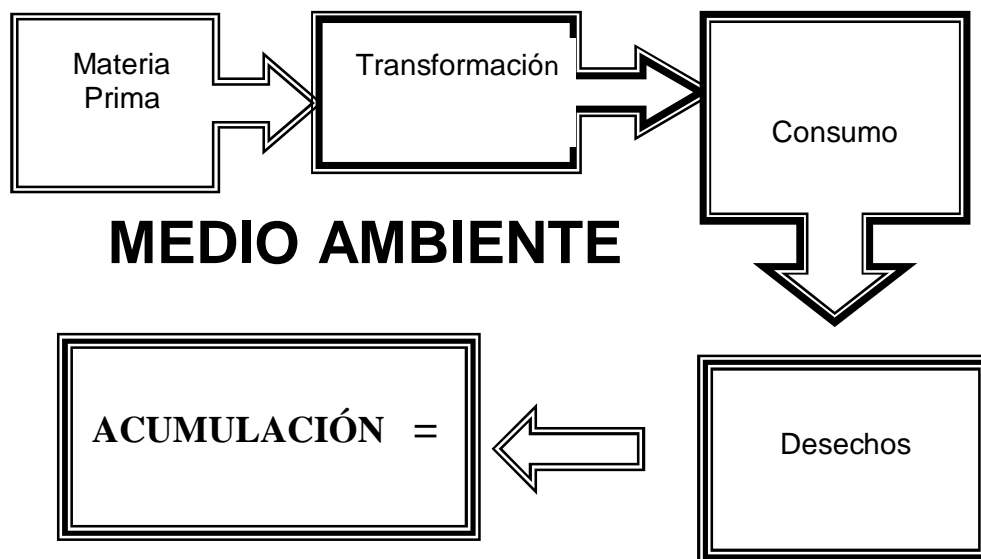 Materia
Prima
Transformación
Consumo
MEDIO AMBIENTE
ACUMULACIÓN =
Desechos